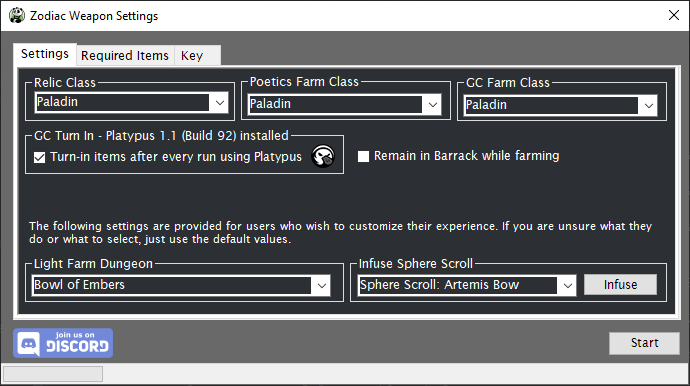 Zodiac Weapon Settings
Settings
Required Items
Key
Relic Class
Poetics Farm Class
GC Farm Class
Paladin
Paladin
Paladin
GC Turn In - Platypus 1.1 (Build 92) installed
Turn-in items after every run using Platypus
Remain in Barrack while farming
The following settings are provided for users who wish to customize their experience. If you are unsure what they
do or what to select, just use the default values.
Light Farm Dungeon
Infuse Sphere Scroll
Bowl of Embers
Sphere Scroll: Artemis Bow
Infuse
join us on
DISCORD
Start